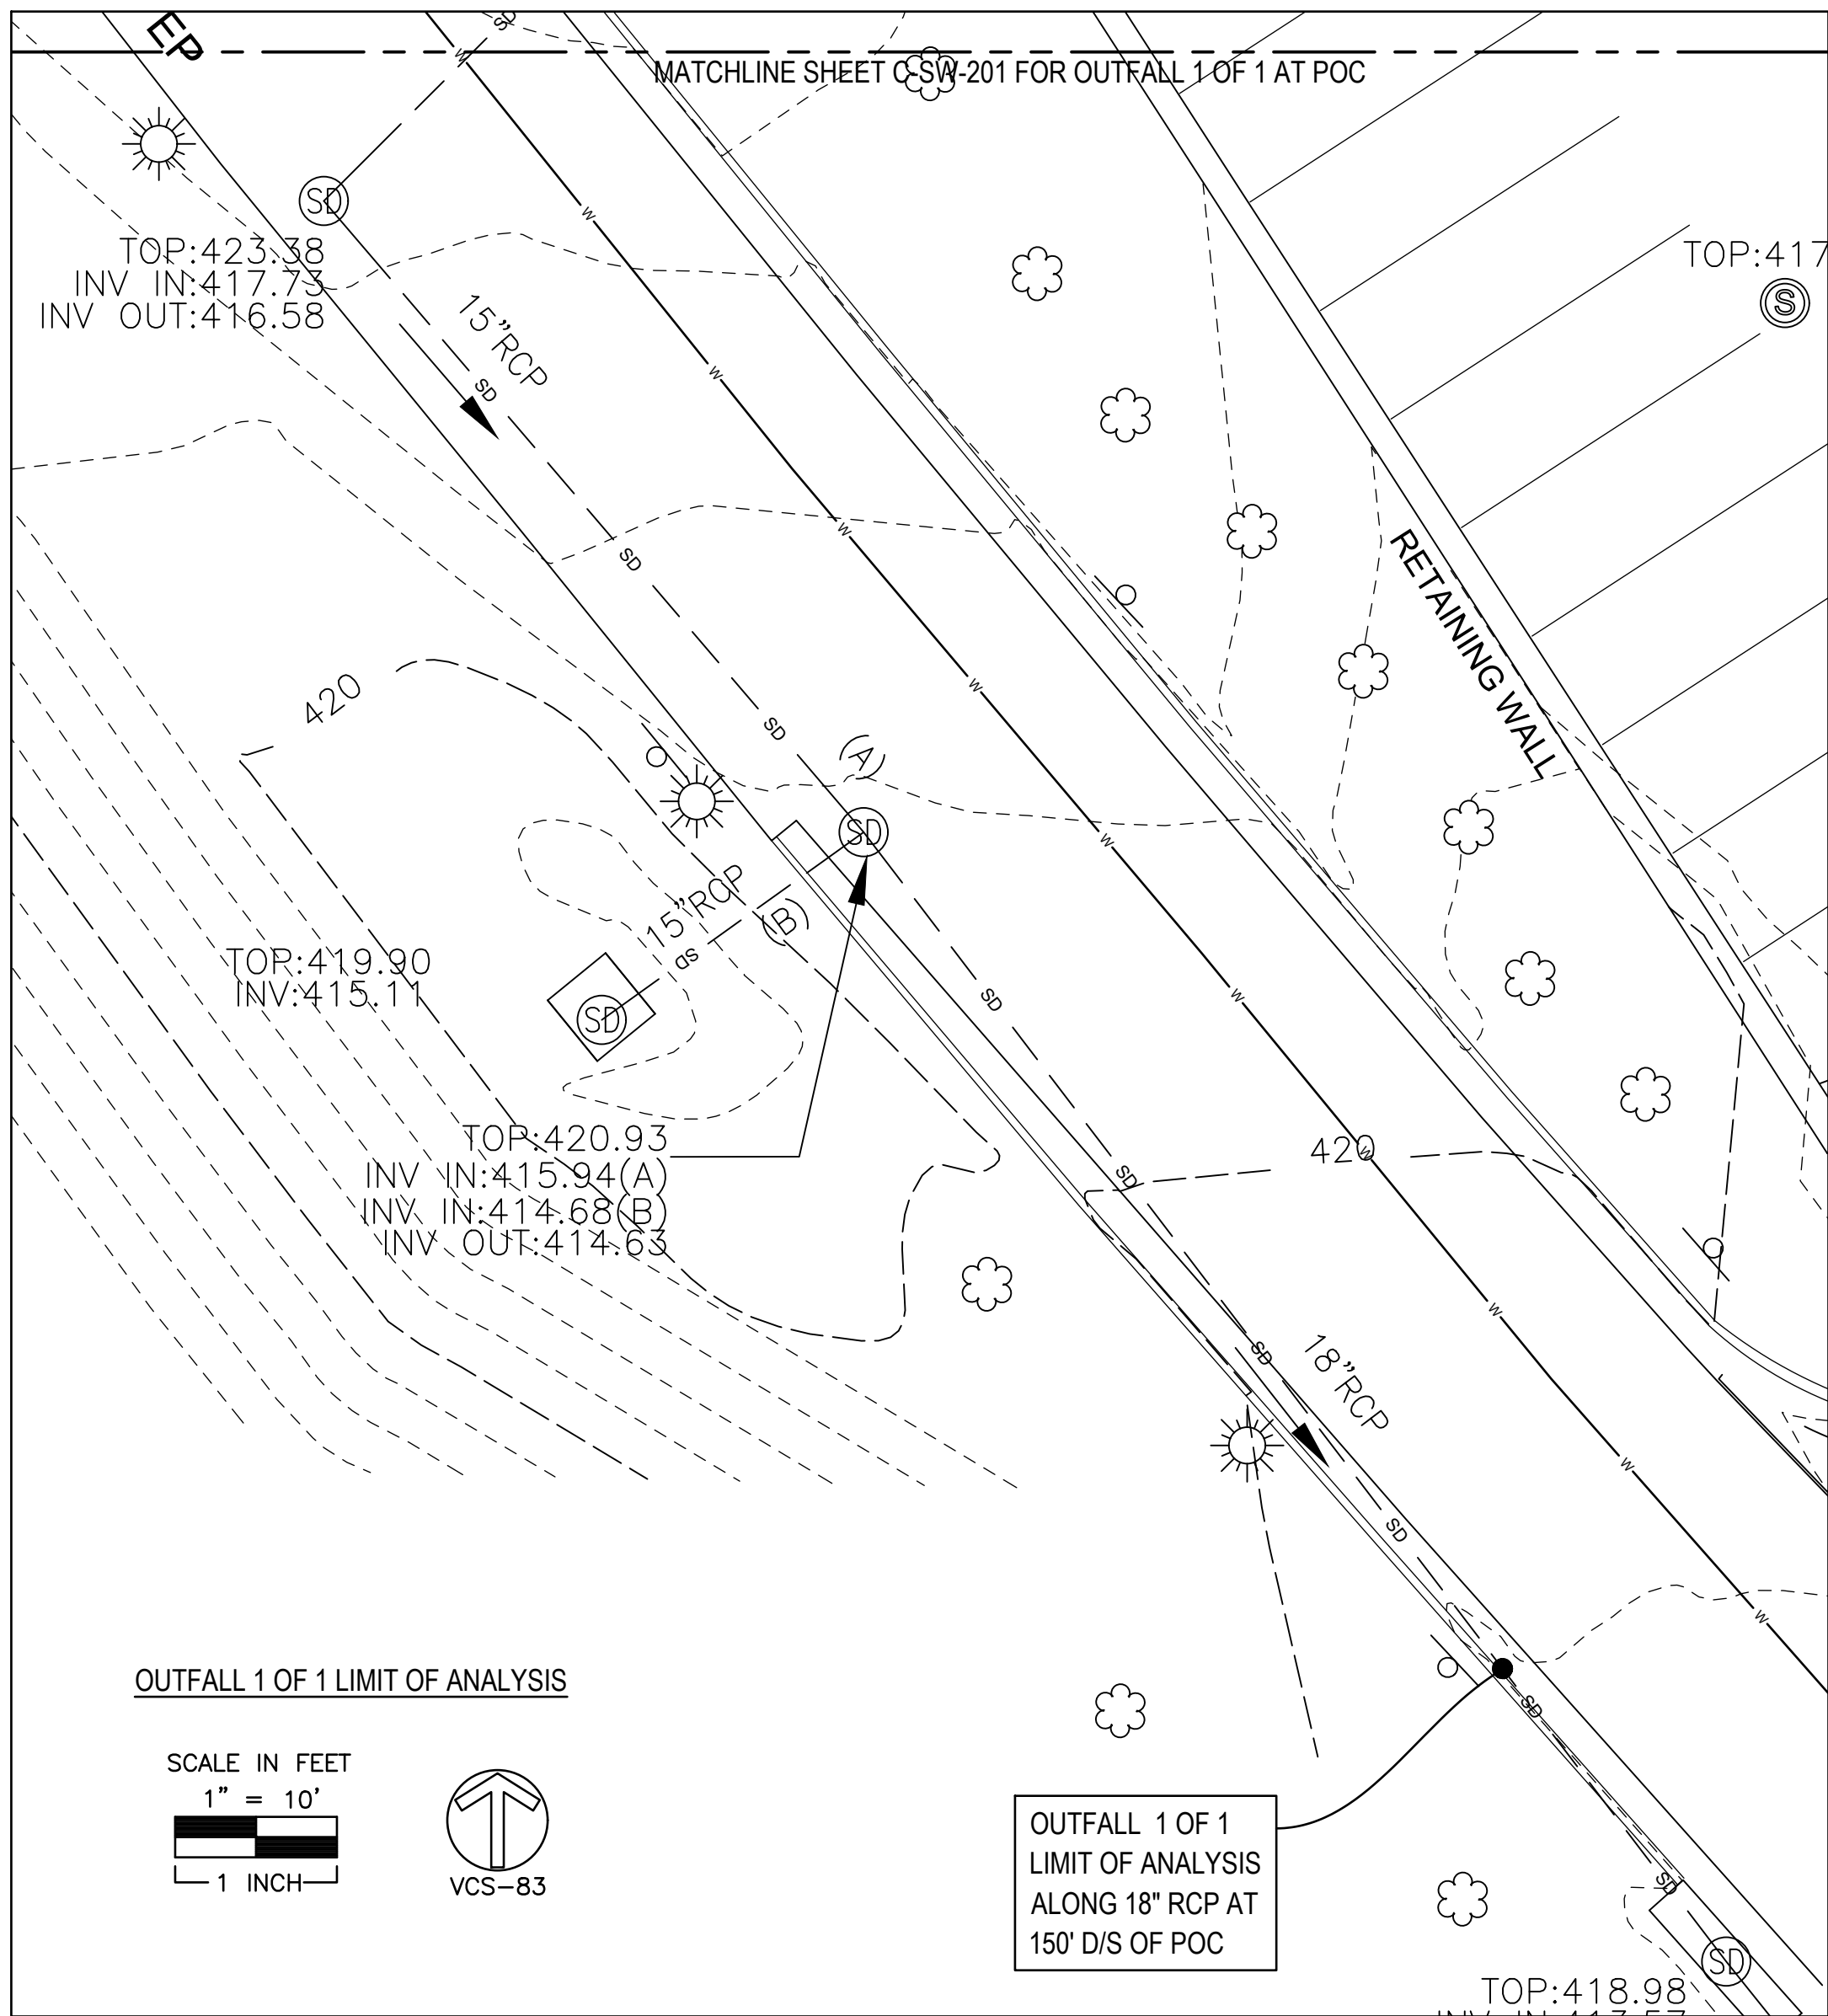 EP
SD
W
MATCHLINE SHEET C-SW-201 FOR OUTFALL 1 OF 1 AT POC
SD
W
TOP:423.38
INV IN:417.73
INV OUT:416.58
TOP:417
S
15"RCP
SD
W
W
SD
RETAINING WALL
W
420
SD
(A)
SD
W
15"RCP
(B)
SD
SD
SD
W
TOP:419.90
INV:415.11
TOP:420.93
INV IN:415.94(A)
INV IN:414.68(B)
INV OUT:414.63
420
W
SD
W
SD
18"RCP
W
SD
W
SD
OUTFALL 1 OF 1 LIMIT OF ANALYSIS
SCALE IN FEET
1" = 10'
1 INCH
VCS-83
OUTFALL 1 OF 1
LIMIT OF ANALYSIS
ALONG 18" RCP AT
150' D/S OF POC
SD
SD
TOP:418.98